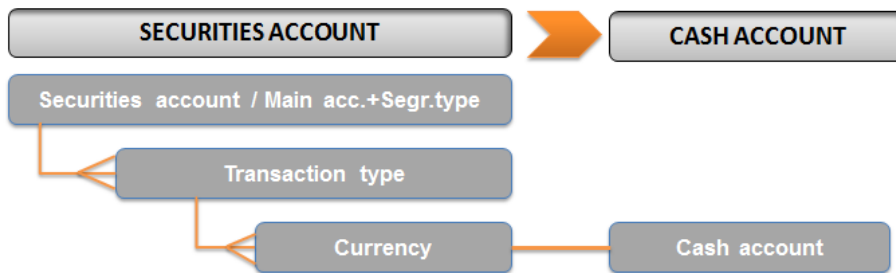 SECURITIES ACCOUNT
CASH ACCOUNT
Securities account / Main acc.+Segr.type
Transaction type
Currency
Cash account